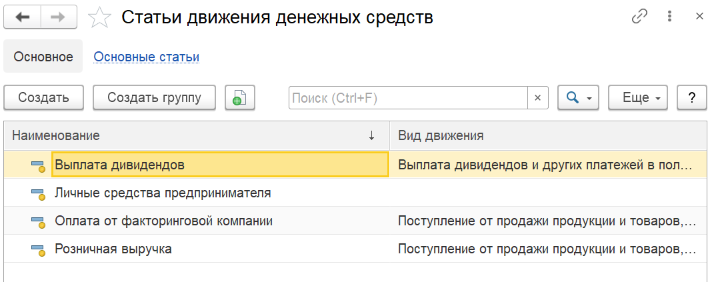 Статьи движения денежных средств
Основное Основные статьи
Создать Создать группу Поиск (Ctrl+F) × Еще ?
Наименование ↓ Вид движения
Выплата дивидендов Выплата дивидендов и других платежей в пол...
Личные средства предпринимателя
Оплата от факторинговой компании Поступление от продажи продукции и товаров,...
Розничная выручка Поступление от продажи продукции и товаров,...